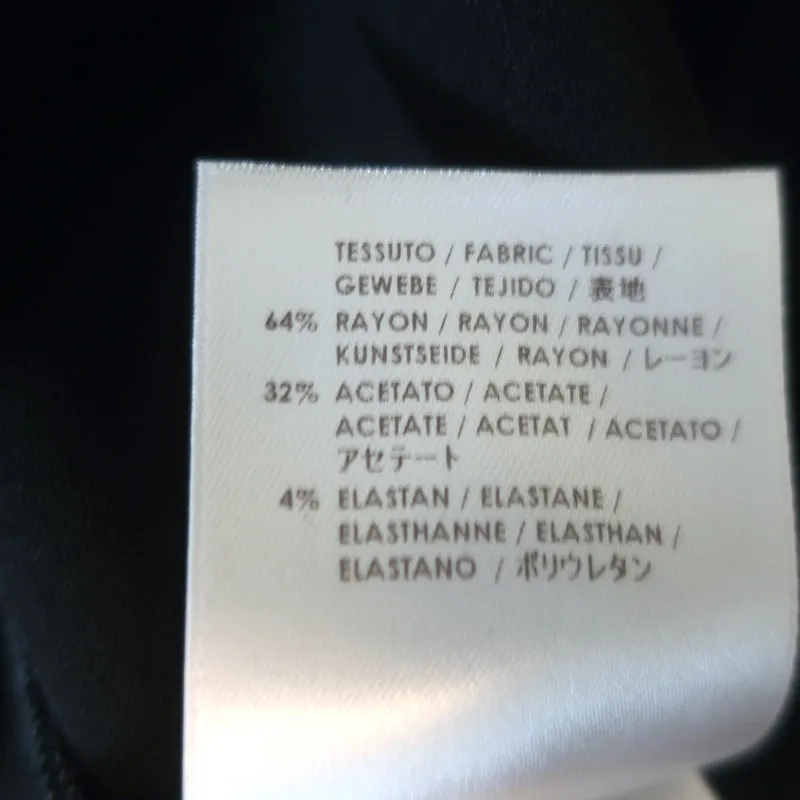 TESSUTO / FABRIC / TISSU /
GEWEBE / TEJIDO / 表地
64% RAYON / RAYON / RAYONNE /
KUNSTSEIDE / RAYON / レーヨン
32% ACETATO / ACETATE /
ACETATE / ACETAT / ACETATO /
アセテート
4% ELASTAN / ELASTANE /
ELASTHANNE / ELASTHAN /
ELASTANO / ポリウレタン